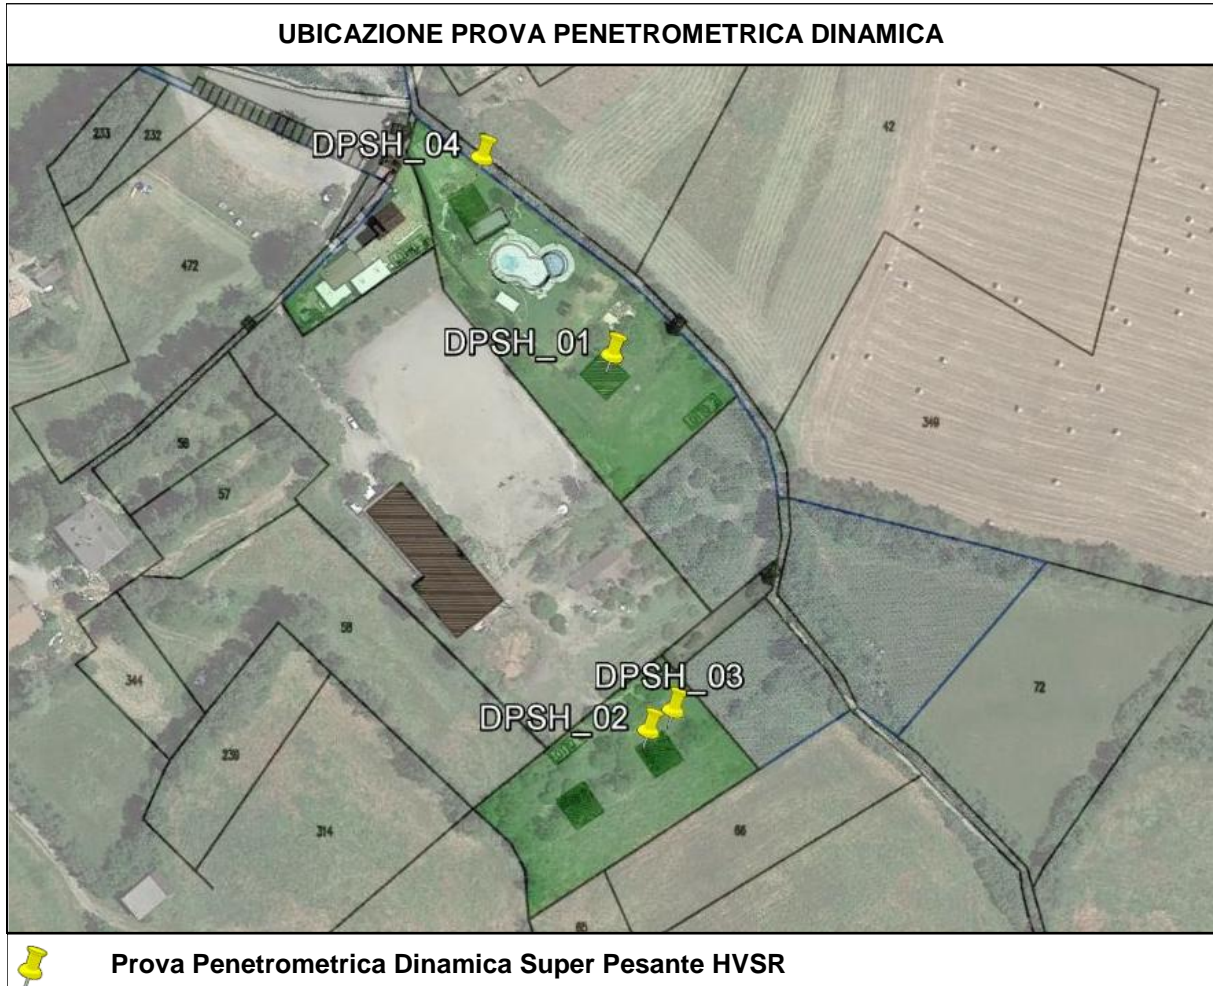 UBICAZIONE PROVA PENETROMETRICA DINAMICA
42
233
232
DPSH_04
472
DPSH_01
349
57
58
DPSH_03
72
DPSH_02
344
239
314
66
65
Prova Penetrometrica Dinamica Super Pesante HVSR